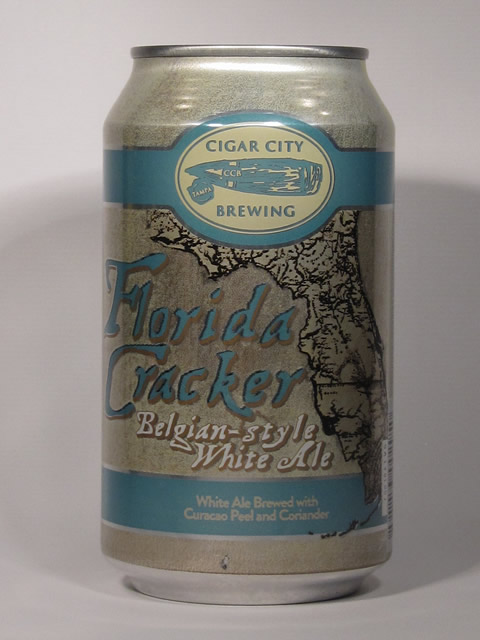 CIGAR CITY
CCB
TAMPA
BREWING
Florida
Cracker
Belgian-style
White Ale
White Ale Brewed with
Curacao Peel and Coriander